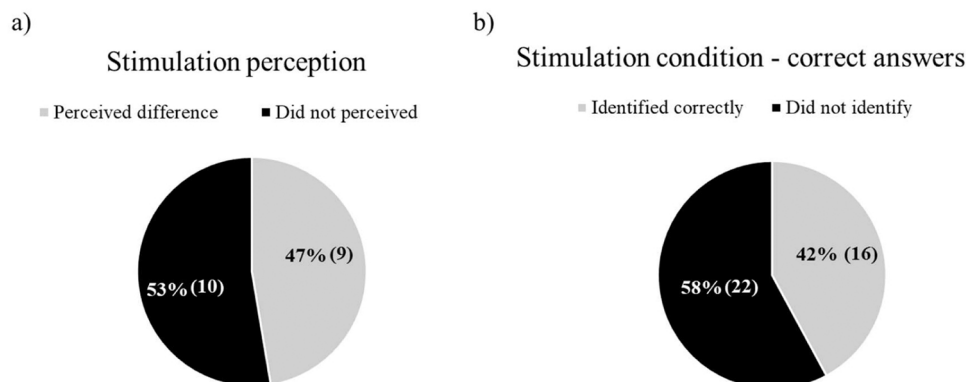 a)
Stimulation perception
Perceived difference Did not perceived
47% (9)
53% (10)
b)
Stimulation condition - correct answers
Identified correctly Did not identify
42% (16)
58% (22)